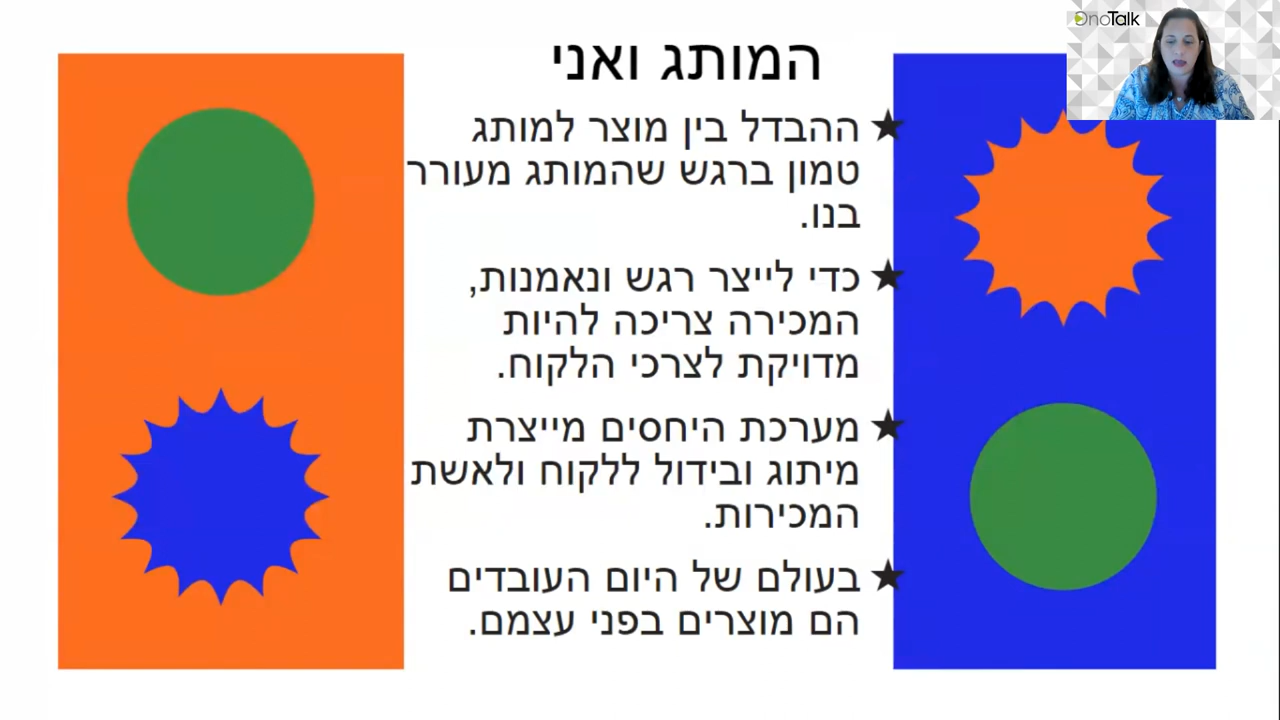 OnoTalk
המותג ואני
★ ההבדל בין מוצר למותג
טמון ברגש שהמותג מעורר
בנו.
★ כדי לייצר רגש ונאמנות,
המכירה צריכה להיות
מדויקת לצרכי הלקוח.
★ מערכת היחסים מייצרת
מיתוג ובידול ללקוח ולאשת
המכירות.
★ בעולם של היום העובדים
הם מוצרים בפני עצמם.